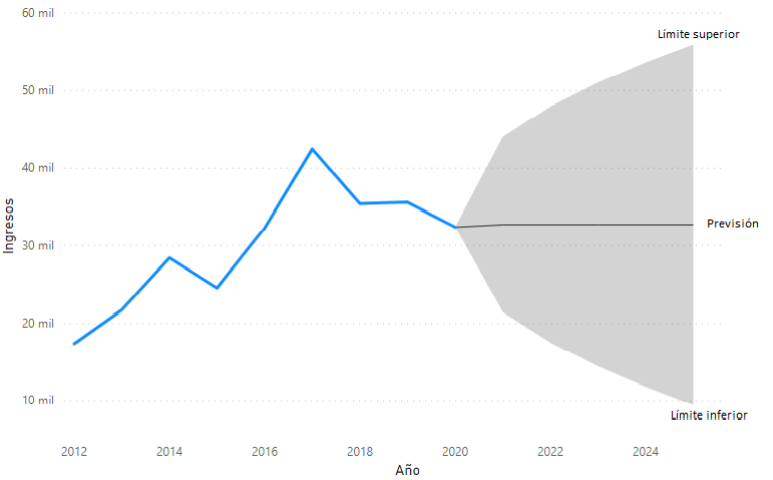 60 mil
Límite superior
50 mil
40 mil
Ingresos
Previsión
30 mil
20 mil
10 mil
Límite inferior
2012 2014 2016 2018 2020 2022 2024
Año